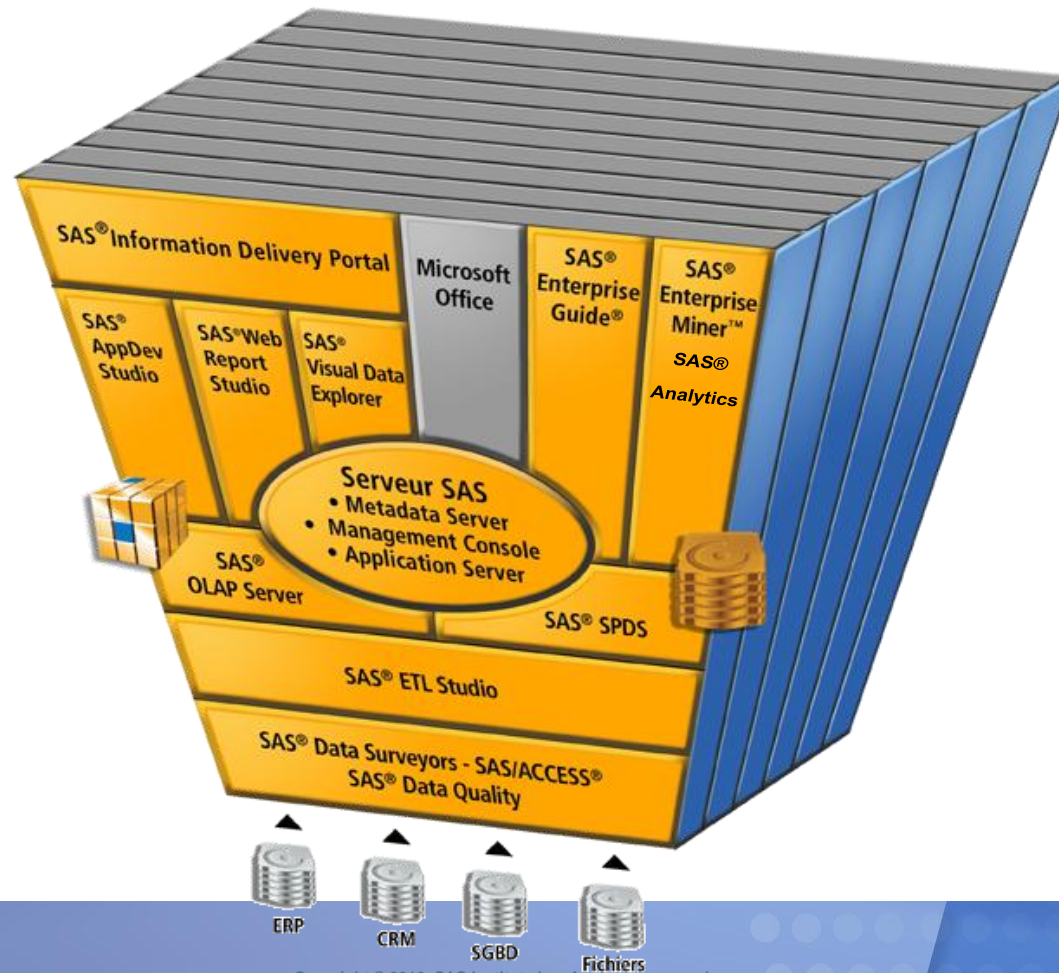 SAS® Information Delivery Portal
Microsoft
Office
SAS®
Enterprise
Guide®
SAS®
Enterprise
Miner™
SAS®
Analytics
SAS®
AppDev
Studio
SAS® Web
Report
Studio
SAS®
Visual Data
Explorer
Serveur SAS
• Metadata Server
• Management Console
• Application Server
SAS®
OLAP Server
SAS® SPDS
SAS® ETL Studio
SAS® Data Surveyors - SAS/ACCESS®
SAS® Data Quality
ERP
CRM
SGBD
Fichiers